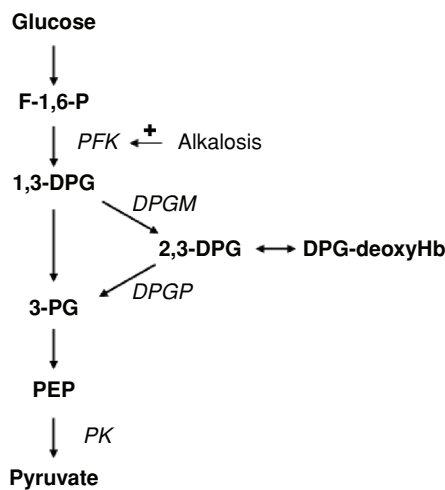 Glucose
F-1,6-P
PFK + Alkalosis
1,3-DPG
DPGM
2,3-DPG DPG-deoxyHb
DPGP
3-PG
PEP
PK
Pyruvate